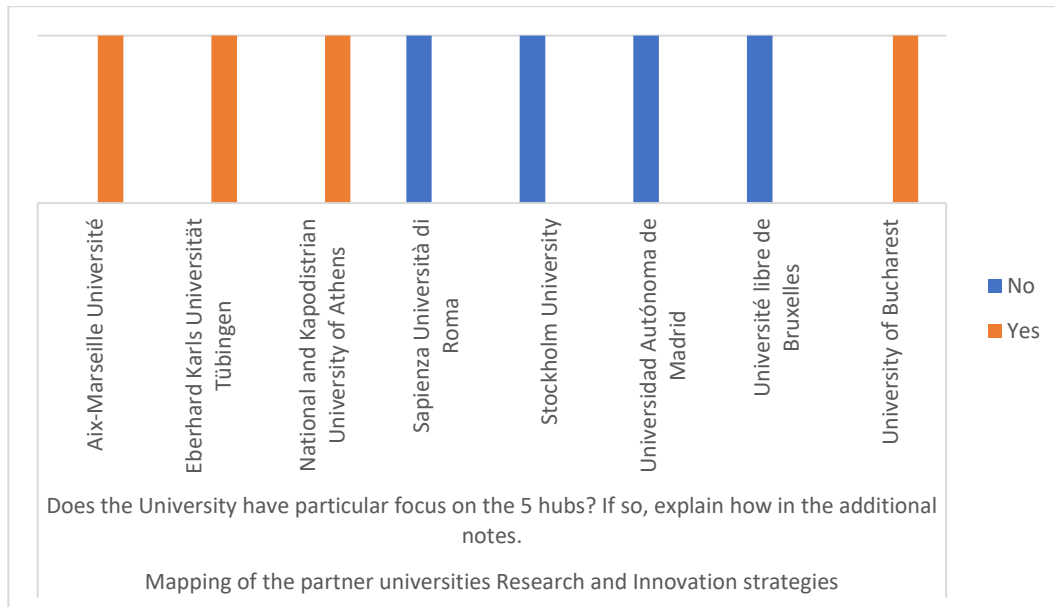 Aix-Marseille Université
Eberhard Karls Universität
Tübingen
National and Kapodistrian
University of Athens
Sapienza Università di
Roma
Stockholm University
Universidad Autónoma de
Madrid
Université libre de
Bruxelles
University of Bucharest
No
Yes
Does the University have particular focus on the 5 hubs? If so, explain how in the additional
notes.
Mapping of the partner universities Research and Innovation strategies